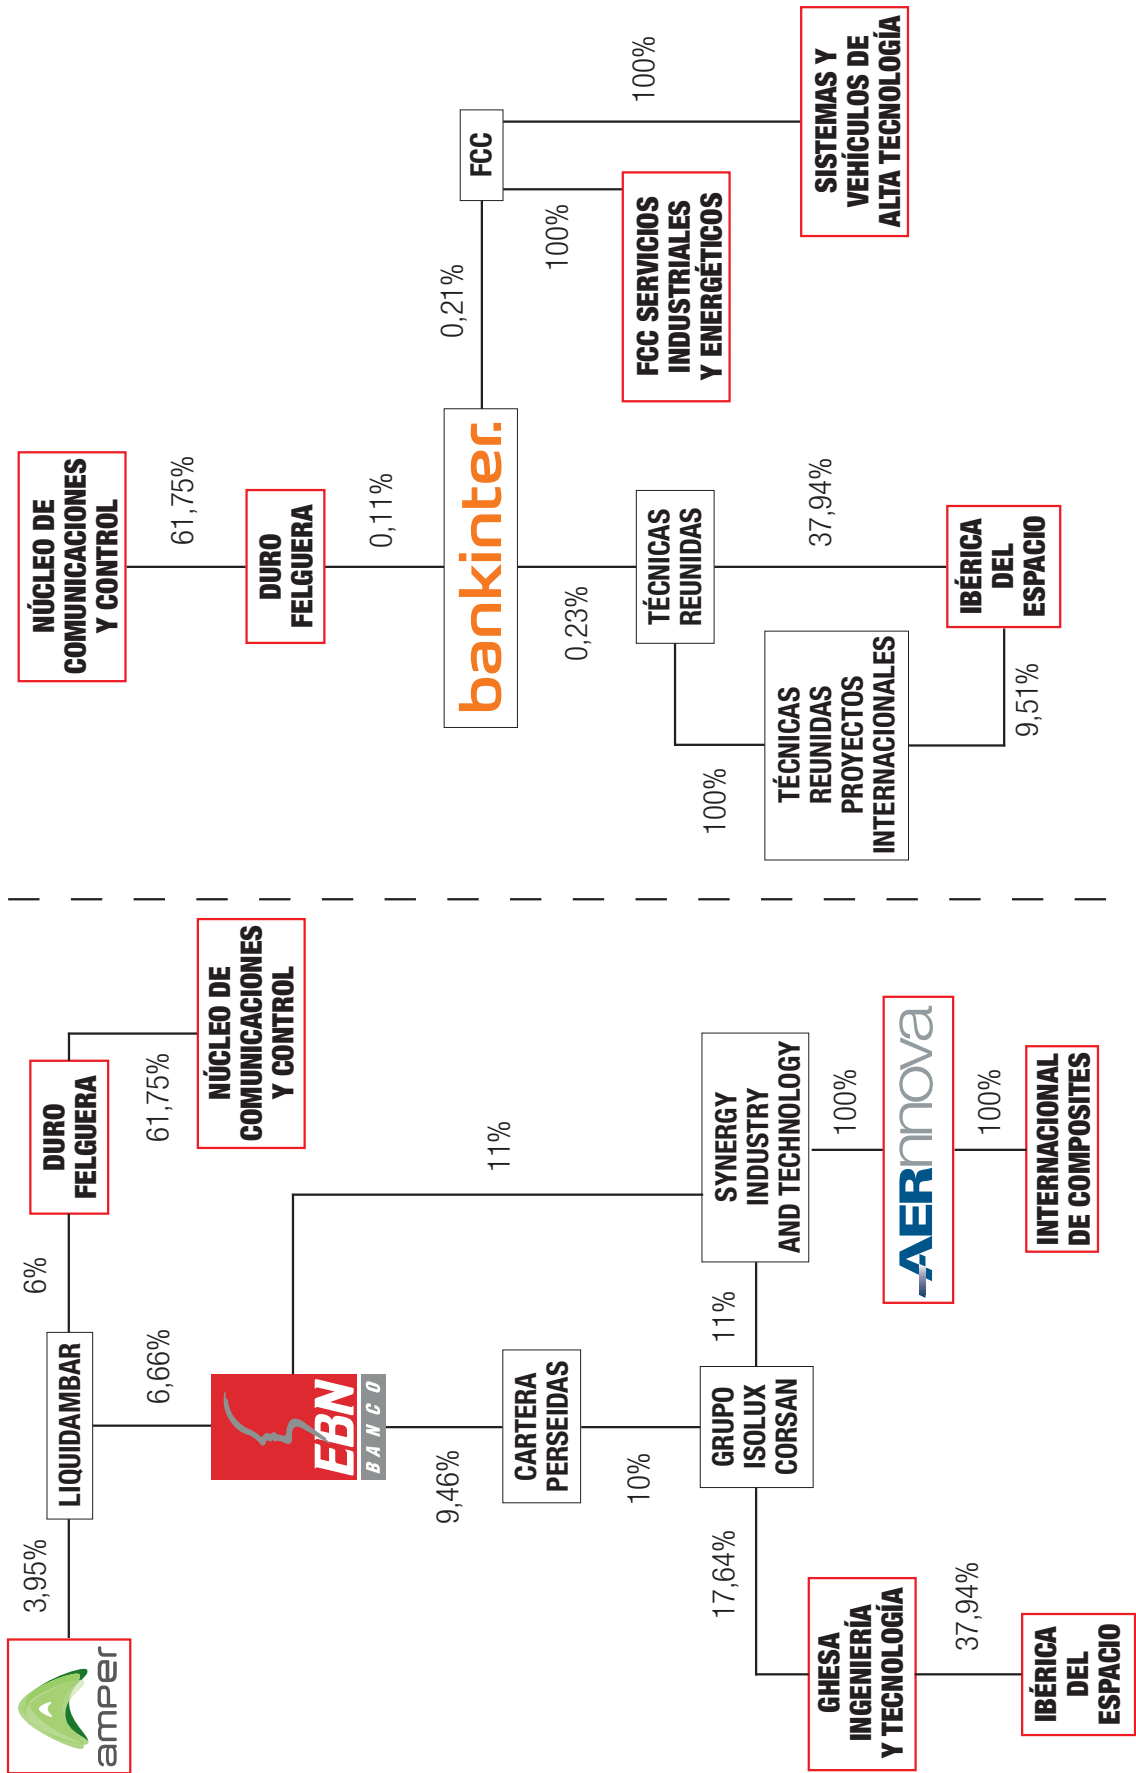 amper
3,95%
LIQUIDAMBAR
6%
DURO
FELGUERA
61,75%
NÚCLEO DE
COMUNICACIONES
Y CONTROL
6,66%
EBN
BANCO
11%
9,46%
CARTERA
PERSEIDAS
10%
GRUPO
ISOLUX
CORSAN
11%
SYNERGY
INDUSTRY
AND TECHNOLOGY
17,64%
100%
GHESA
INGENIERÍA
Y TECNOLOGÍA
AERnnova
37,94%
100%
IBÉRICA
DEL
ESPACIO
INTERNACIONAL
DE COMPOSITES
NÚCLEO DE
COMUNICACIONES
Y CONTROL
61,75%
DURO
FELGUERA
0,11%
bankinter.
0,21%
FCC
100%
100%
FCC SERVICIOS
INDUSTRIALES
Y ENERGÉTICOS
SISTEMAS Y
VEHÍCULOS DE
ALTA TECNOLOGÍA
0,23%
TÉCNICAS
REUNIDAS
100%
37,94%
TÉCNICAS
REUNIDAS
PROYECTOS
INTERNACIONALES
9,51%
IBÉRICA
DEL
ESPACIO